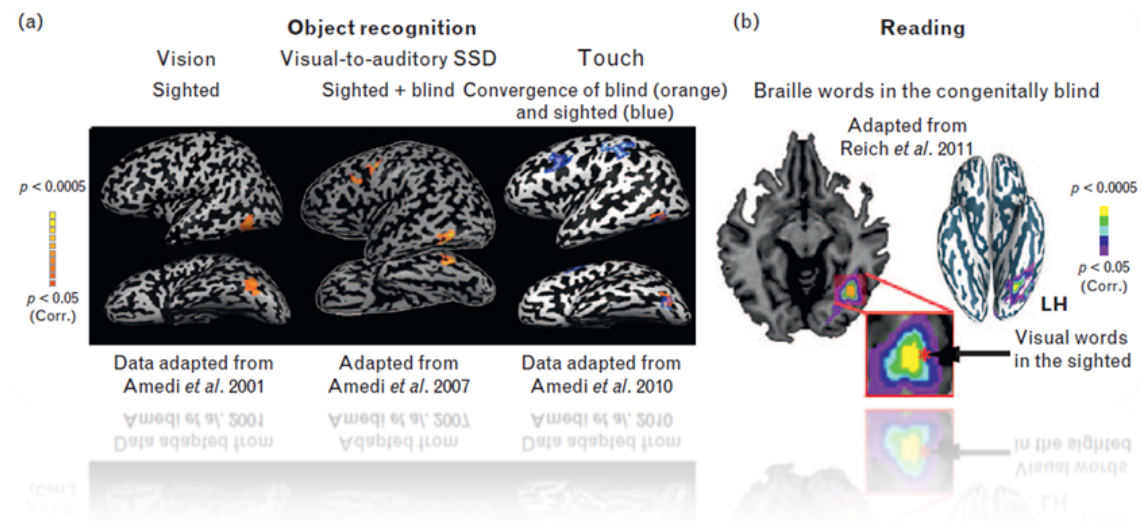 (a)
Object recognition
Vision
Sighted
Visual-to-auditory SSD
Sighted + blind
Touch
Convergence of blind (orange)
and sighted (blue)
p < 0.0005
p < 0.05
(Corr.)
Data adapted from
Amedi et al. 2001
Adapted from
Amedi et al. 2007
Data adapted from
Amedi et al. 2010
(b)
Reading
Braille words in the congenitally blind
Adapted from
Reich et al. 2011
p < 0.0005
p < 0.05
(Corr.)
LH
Visual words
in the sighted